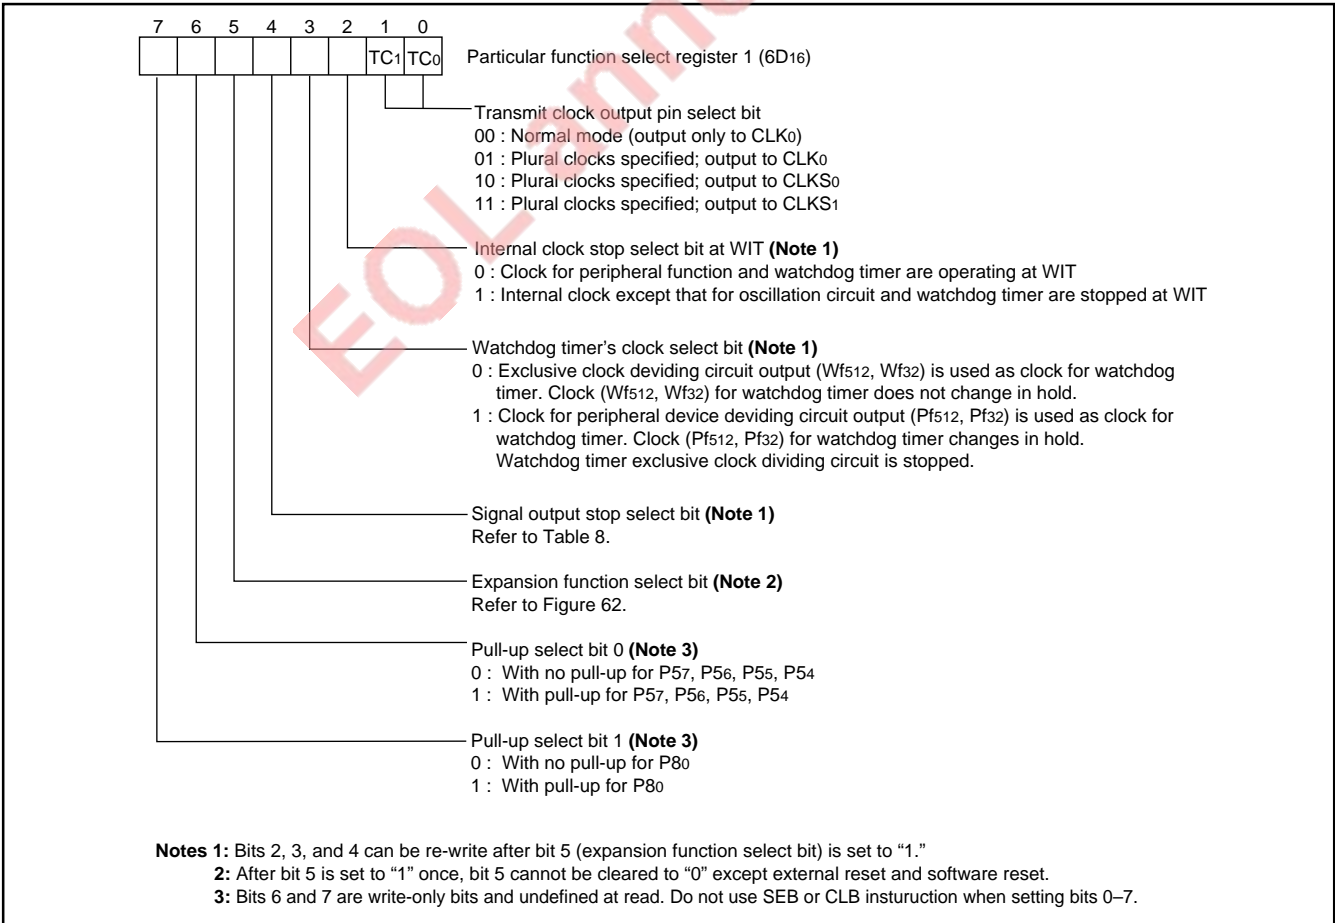 7 6 5 4 3 2 1 0
TC1 TC0 Particular function select register 1 (6D16)
Transmit clock output pin select bit
00 : Normal mode (output only to CLK0)
01 : Plural clocks specified; output to CLK0
10 : Plural clocks specified; output to CLKS0
11 : Plural clocks specified; output to CLKS1
Internal clock stop select bit at WIT (Note 1)
0 : Clock for peripheral function and watchdog timer are operating at WIT
1 : Internal clock except that for oscillation circuit and watchdog timer are stopped at WIT
Watchdog timer’s clock select bit (Note 1)
0 : Exclusive clock deviding circuit output (Wf512, Wf32) is used as clock for watchdog
timer. Clock (Wf512, Wf32) for watchdog timer does not change in hold.
1 : Clock for peripheral device deviding circuit output (Pf512, Pf32) is used as clock for
watchdog timer. Clock (Pf512, Pf32) for watchdog timer changes in hold.
Watchdog timer exclusive clock dividing circuit is stopped.
Signal output stop select bit (Note 1)
Refer to Table 8.
Expansion function select bit (Note 2)
Refer to Figure 62.
Pull-up select bit 0 (Note 3)
0 : With no pull-up for P57, P56, P55, P54
1 : With pull-up for P57, P56, P55, P54
Pull-up select bit 1 (Note 3)
0 : With no pull-up for P80
1 : With pull-up for P80
Notes 1: Bits 2, 3, and 4 can be re-write after bit 5 (expansion function select bit) is set to “1.”
2: After bit 5 is set to “1” once, bit 5 cannot be cleared to “0” except external reset and software reset.
3: Bits 6 and 7 are write-only bits and undefined at read. Do not use SEB or CLB insturuction when setting bits 0–7.
EOL